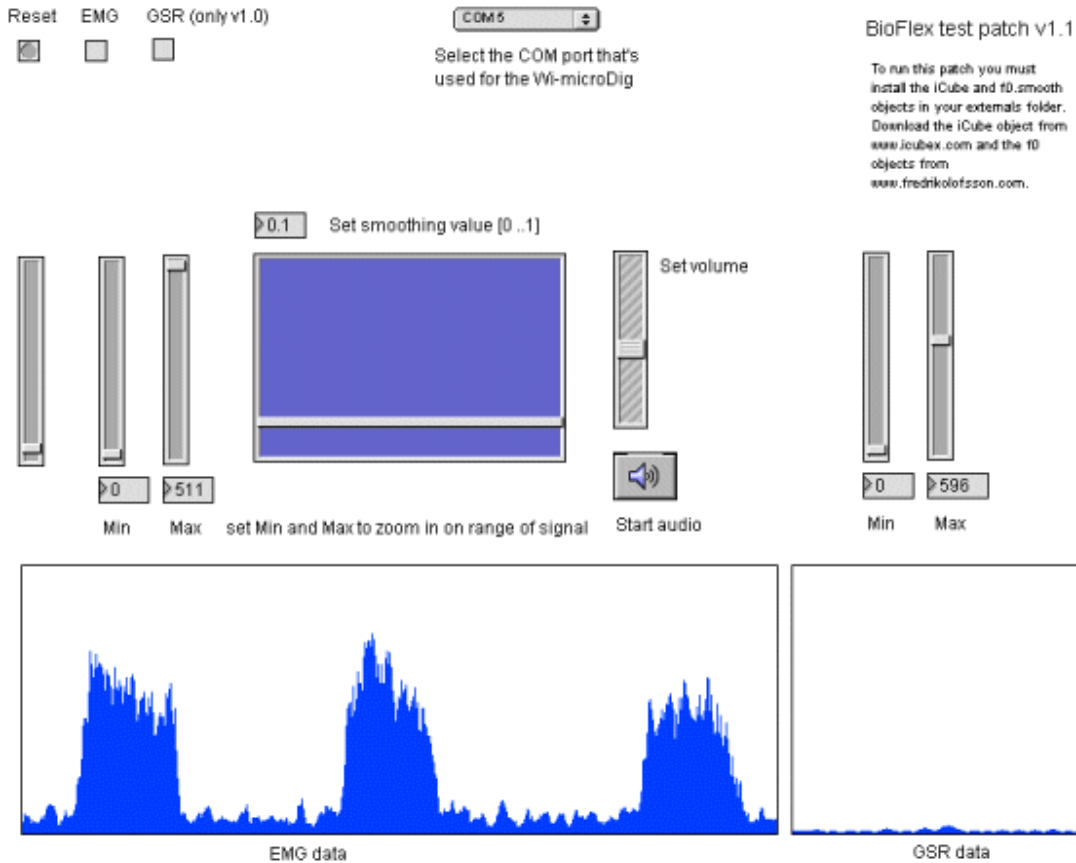 Reset EMG GSR (only v1.0)
COM 5
Select the COM port that's
used for the Wi-microDig
BioFlex test patch v1.1
To run this patch you must
install the iCube and f0.smooth
objects in your externals folder.
Download the iCube object from
www.icubex.com and the f0
objects from
www.fredrikolofsson.com.
0.1 Set smoothing value [0 ..1]
Set volume
0 511
Min Max set Min and Max to zoom in on range of signal
Start audio
0 596
Min Max
EMG data
GSR data